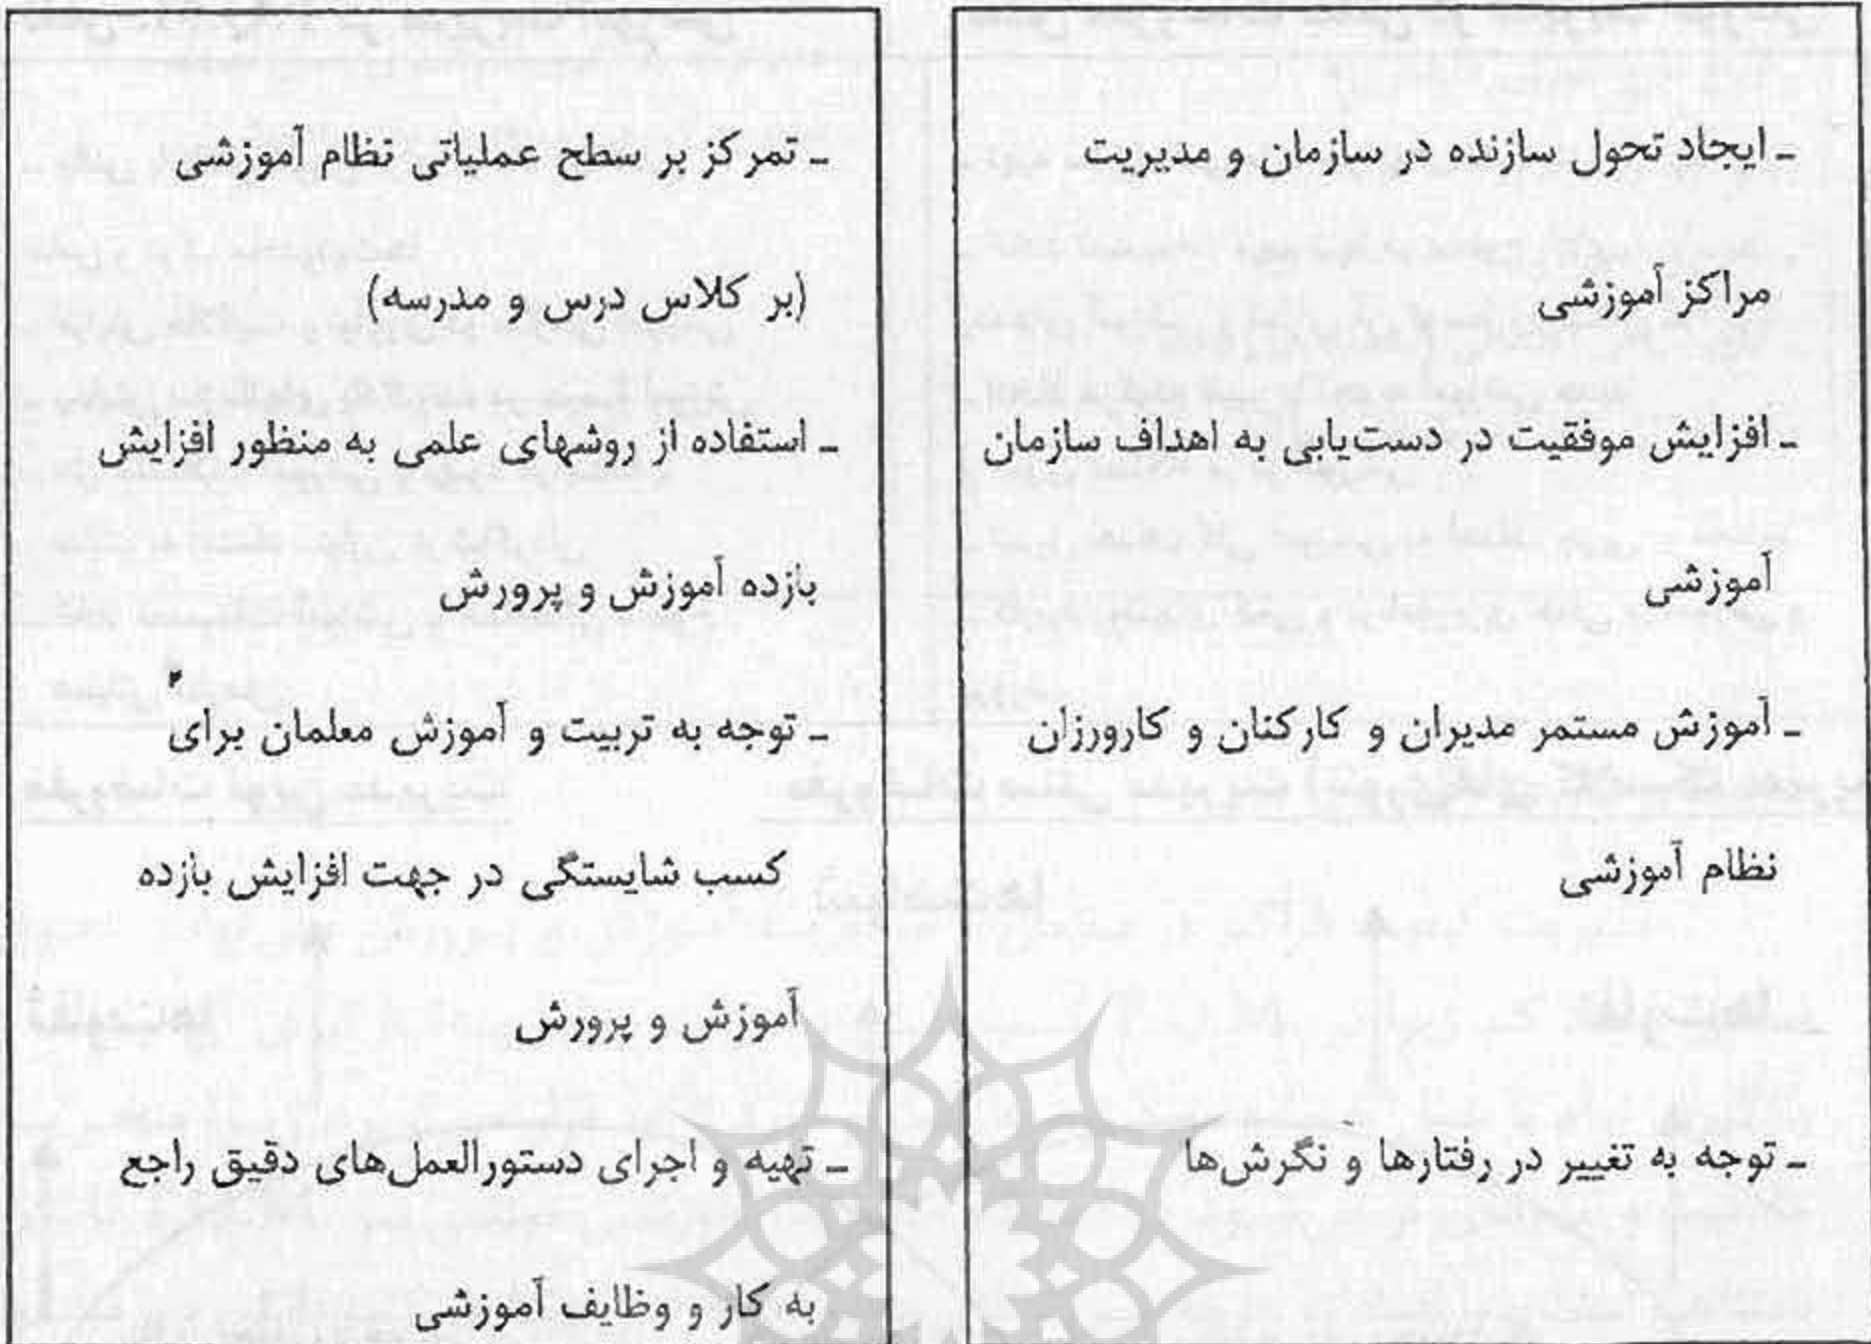 ـ ایجاد تحول سازنده در سازمان و مدیریت
مراکز آموزشی
ـ افزایش موفقیت در دست‌یابی به اهداف سازمان
آموزشی
ـ آموزش مستمر مدیران و کارکنان و کارورزان
نظام آموزشی
ـ توجه به تغییر در رفتارها و نگرش‌ها
ـ تمرکز بر سطح عملیاتی نظام آموزشی
(بر کلاس درس و مدرسه)
ـ استفاده از روشهای علمی به منظور افزایش
بازده آموزش و پرورش
ـ توجه به تربیت و آموزش معلمان برای
کسب شایستگی در جهت افزایش بازده
آموزش و پرورش
ـ تهیه و اجرای دستورالعمل‌های دقیق راجع
به کار و وظایف آموزشی